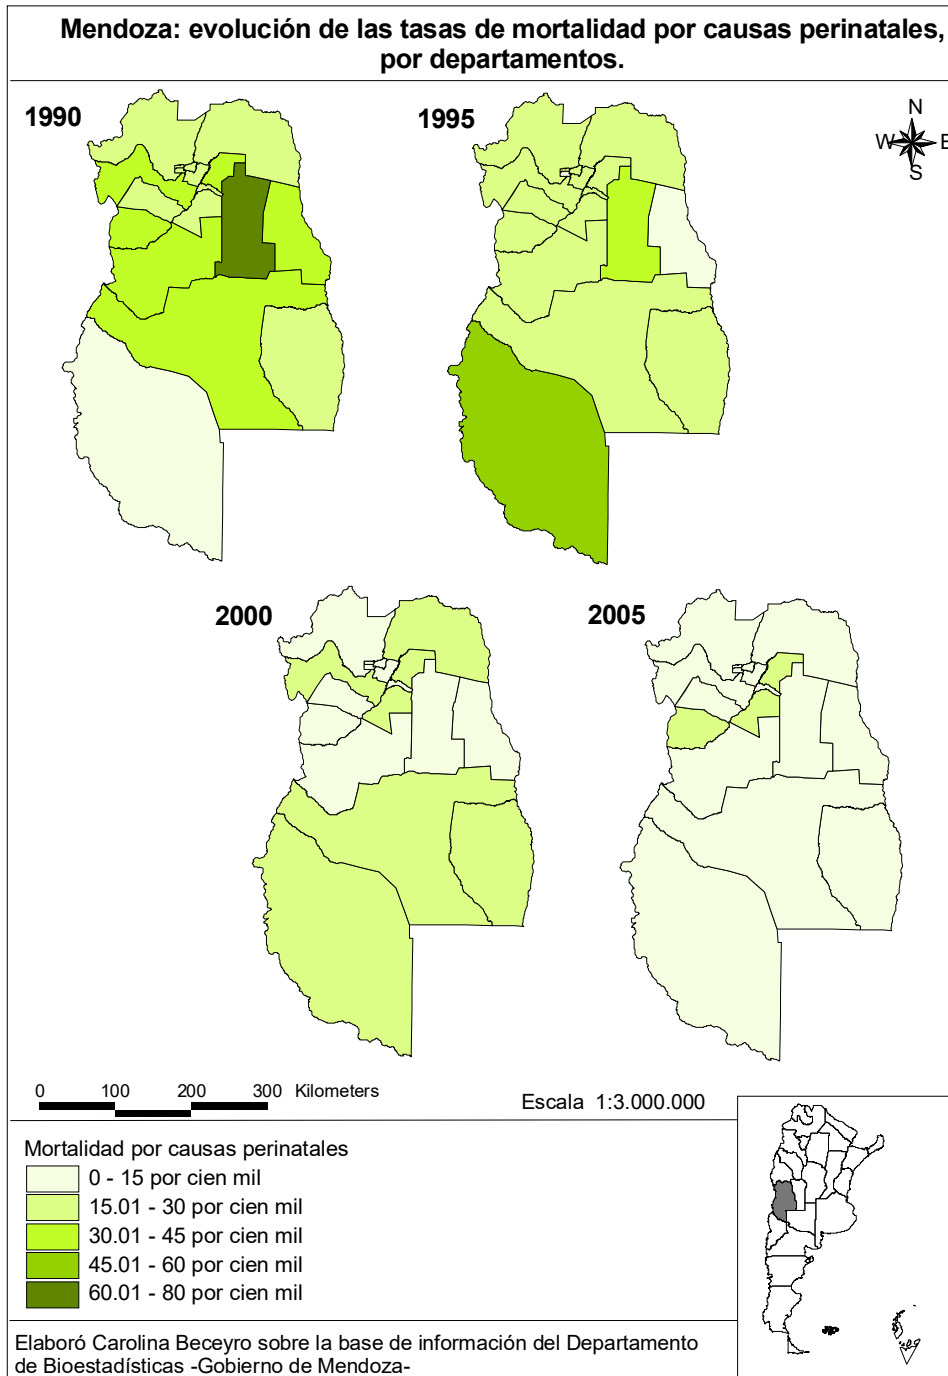 Mendoza: evolución de las tasas de mortalidad por causas perinatales,
por departamentos.
1990
1995
N
W E
S
2000
2005
0 100 200 300 Kilometers
Escala 1:3.000.000
Mortalidad por causas perinatales
0 - 15 por cien mil
15.01 - 30 por cien mil
30.01 - 45 por cien mil
45.01 - 60 por cien mil
60.01 - 80 por cien mil
Elaboró Carolina Beceyro sobre la base de información del Departamento
de Bioestadísticas -Gobierno de Mendoza-